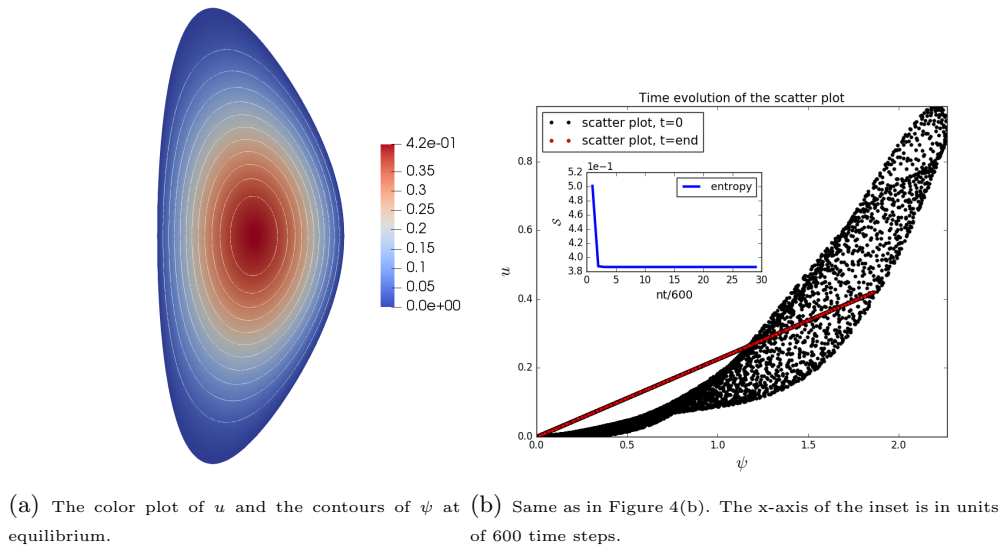 4.2e-01
0.3
0.25
0.2
0.15
0.1
0.05
0.0e+00
Time evolution of the scatter plot
scatter plot, t=0
scatter plot, t=end
1e−1
entropy
5.2
5.0
4.8
4.6
4.4
4.2
4.0
3.8
S
0 5 10 15 20 25 30
nt/600
u
0.8
0.6
0.4
0.2
0.0
0.0 0.5 1.0 1.5 2.0
ψ
(a) The color plot of u and the contours of ψ at
equilibrium.
(b) Same as in Figure 4(b). The x-axis of the inset is in units
of 600 time steps.